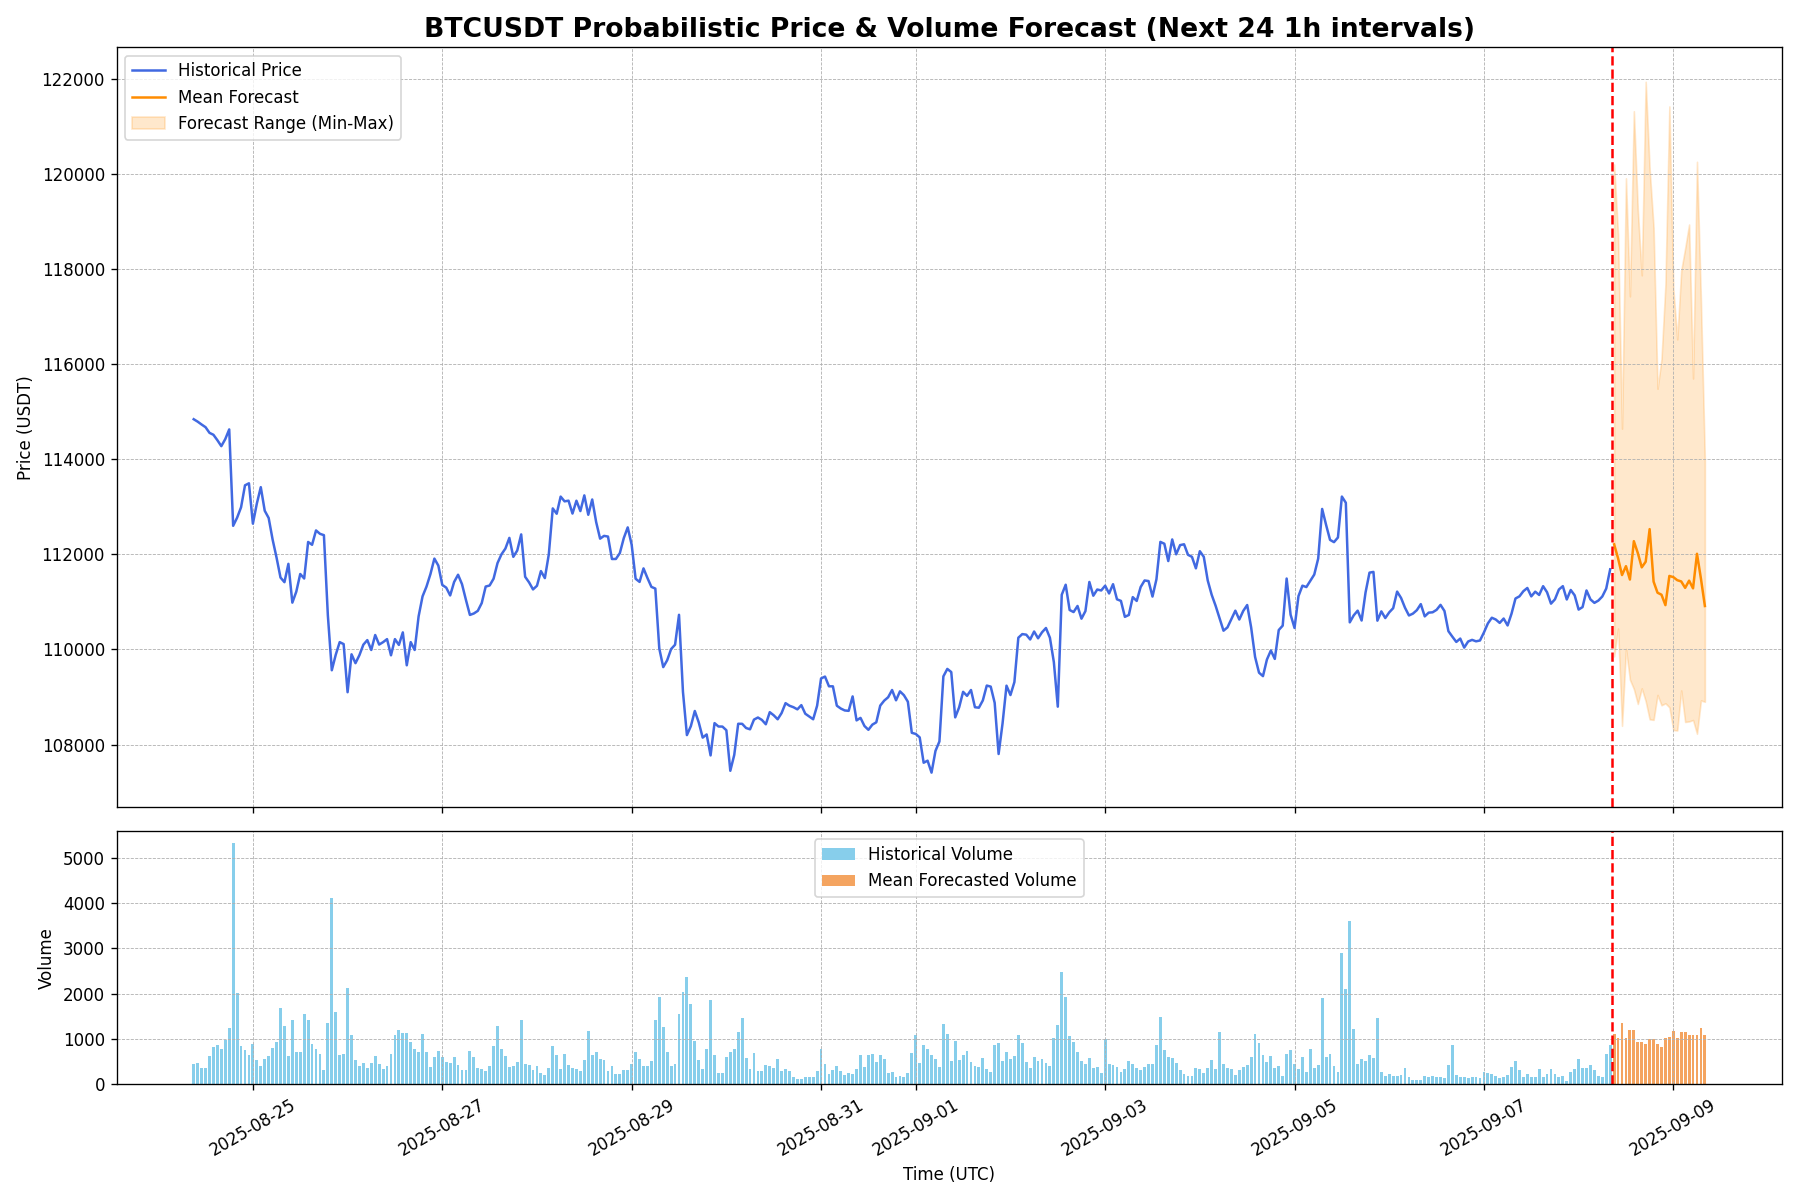 BTCUSDT Probabilistic Price & Volume Forecast (Next 24 1h intervals)
Historical Price
Mean Forecast
Forecast Range (Min-Max)
122000
120000
118000
116000
114000
112000
110000
108000
Price (USDT)
Historical Volume
Mean Forecasted Volume
5000
4000
3000
2000
1000
0
Volume
2025-08-25
2025-08-27
2025-08-29
2025-08-31
2025-09-01
2025-09-03
2025-09-05
2025-09-07
2025-09-09
Time (UTC)